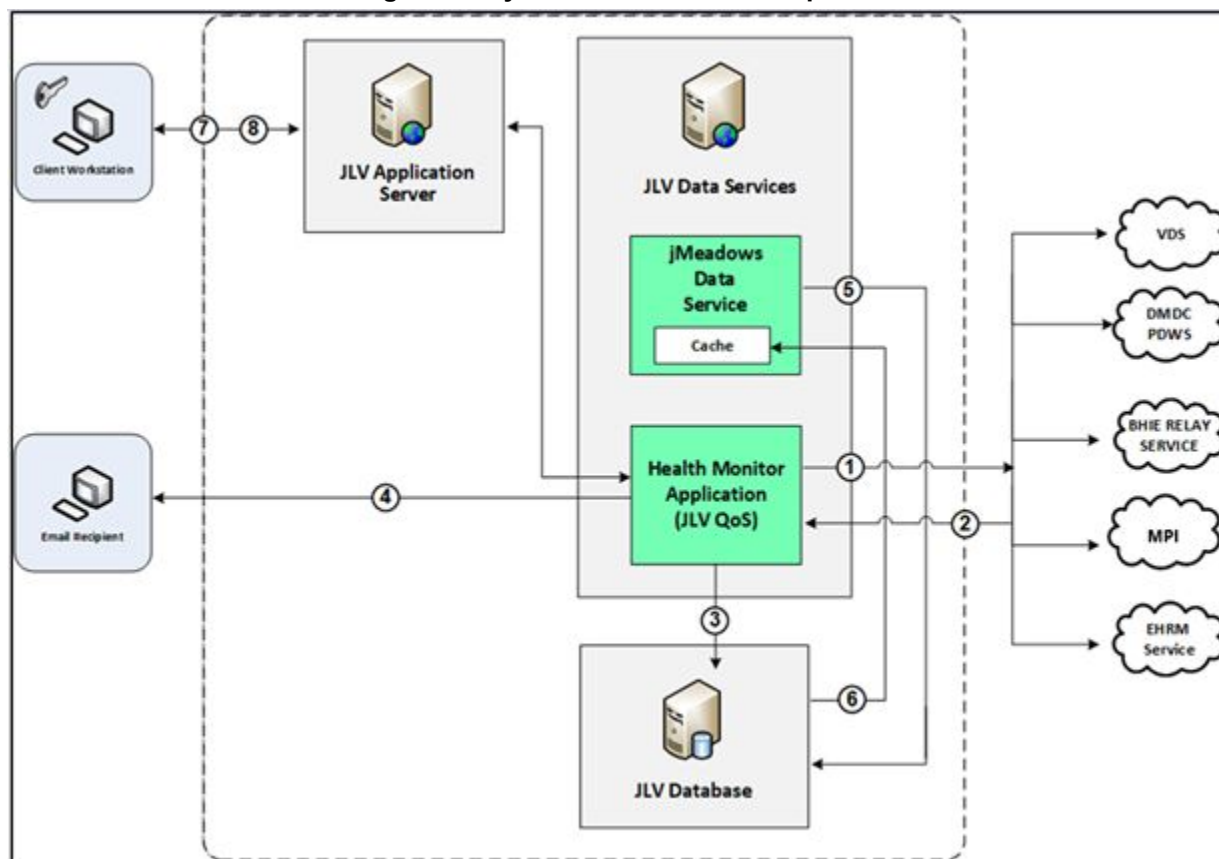 Client Workstation
7
8
JLV Application
Server
JLV Data Services
jMeadows
Data
Service
Cache
5
VDS
DMDC
PDWS
BHIE RELAY
SERVICE
MPI
EHRM
Service
Health Monitor
Application
(JLV QoS)
1
2
4
Email Recipient
3
6
JLV Database